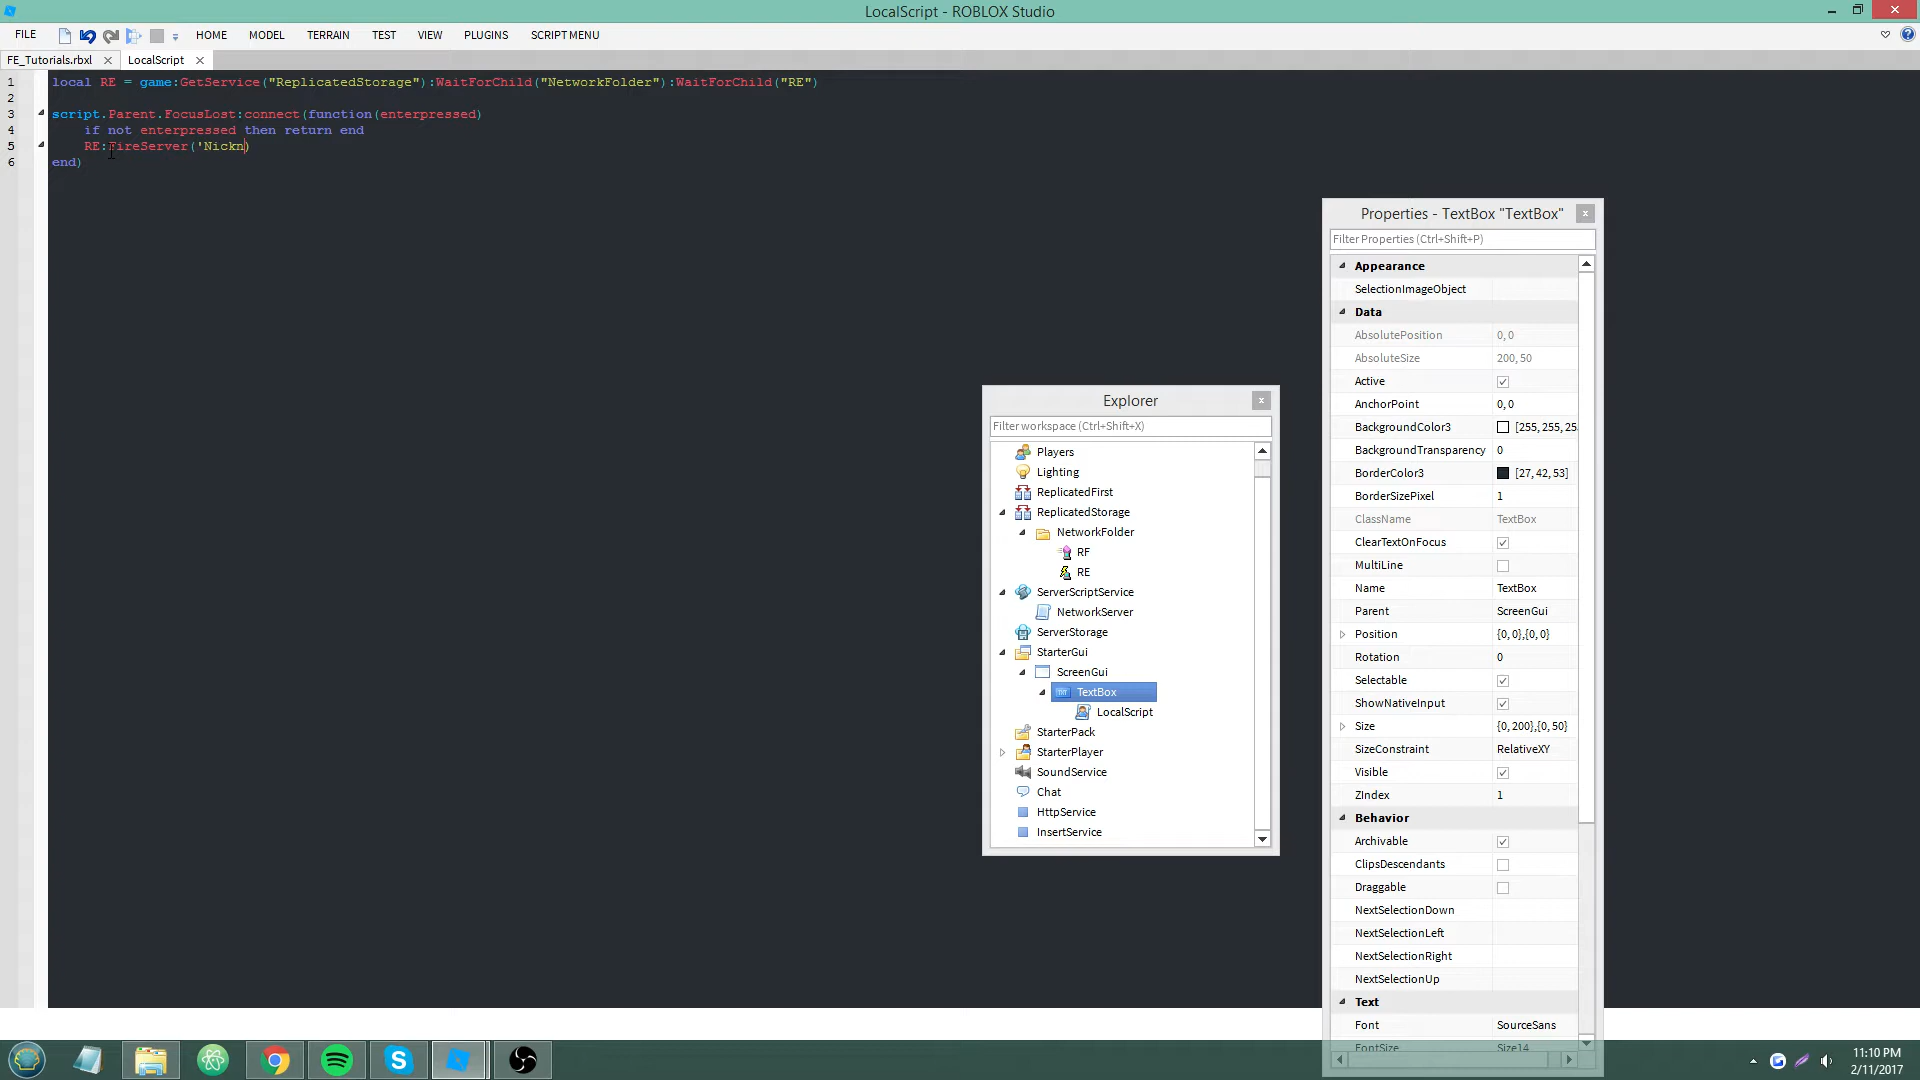 LocalScript - ROBLOX Studio
FILE HOME MODEL TERRAIN TEST VIEW PLUGINS SCRIPT MENU
FE_Tutorials.rbxl LocalScript
1 local RE = game:GetService("ReplicatedStorage"):WaitForChild("NetworkFolder"):WaitForChild("RE")
2
3 script.Parent.FocusLost:connect(function(enterpressed)
4 if not enterpressed then return end
5 RE:FireServer('Nickn)
6 end)
Explorer
Filter workspace (Ctrl+Shift+X)
Players
Lighting
ReplicatedFirst
ReplicatedStorage
NetworkFolder
RF
RE
ServerScriptService
NetworkServer
ServerStorage
StarterGui
ScreenGui
TextBox
LocalScript
StarterPack
StarterPlayer
SoundService
Chat
HttpService
InsertService
Properties - TextBox "TextBox"
Filter Properties (Ctrl+Shift+P)
Appearance
SelectionImageObject
Data
AbsolutePosition 0, 0
AbsoluteSize 200, 50
Active
AnchorPoint 0, 0
BackgroundColor3 [255, 255, 25
BackgroundTransparency 0
BorderColor3 [27, 42, 53]
BorderSizePixel 1
ClassName TextBox
ClearTextOnFocus
MultiLine
Name TextBox
Parent ScreenGui
Position {0, 0},{0, 0}
Rotation 0
Selectable
ShowNativeInput
Size {0, 200},{0, 50}
SizeConstraint RelativeXY
Visible
ZIndex 1
Behavior
Archivable
ClipsDescendants
Draggable
NextSelectionDown
NextSelectionLeft
NextSelectionRight
NextSelectionUp
Text
Font SourceSans
FontSize Size14
11:10 PM
2/11/2017